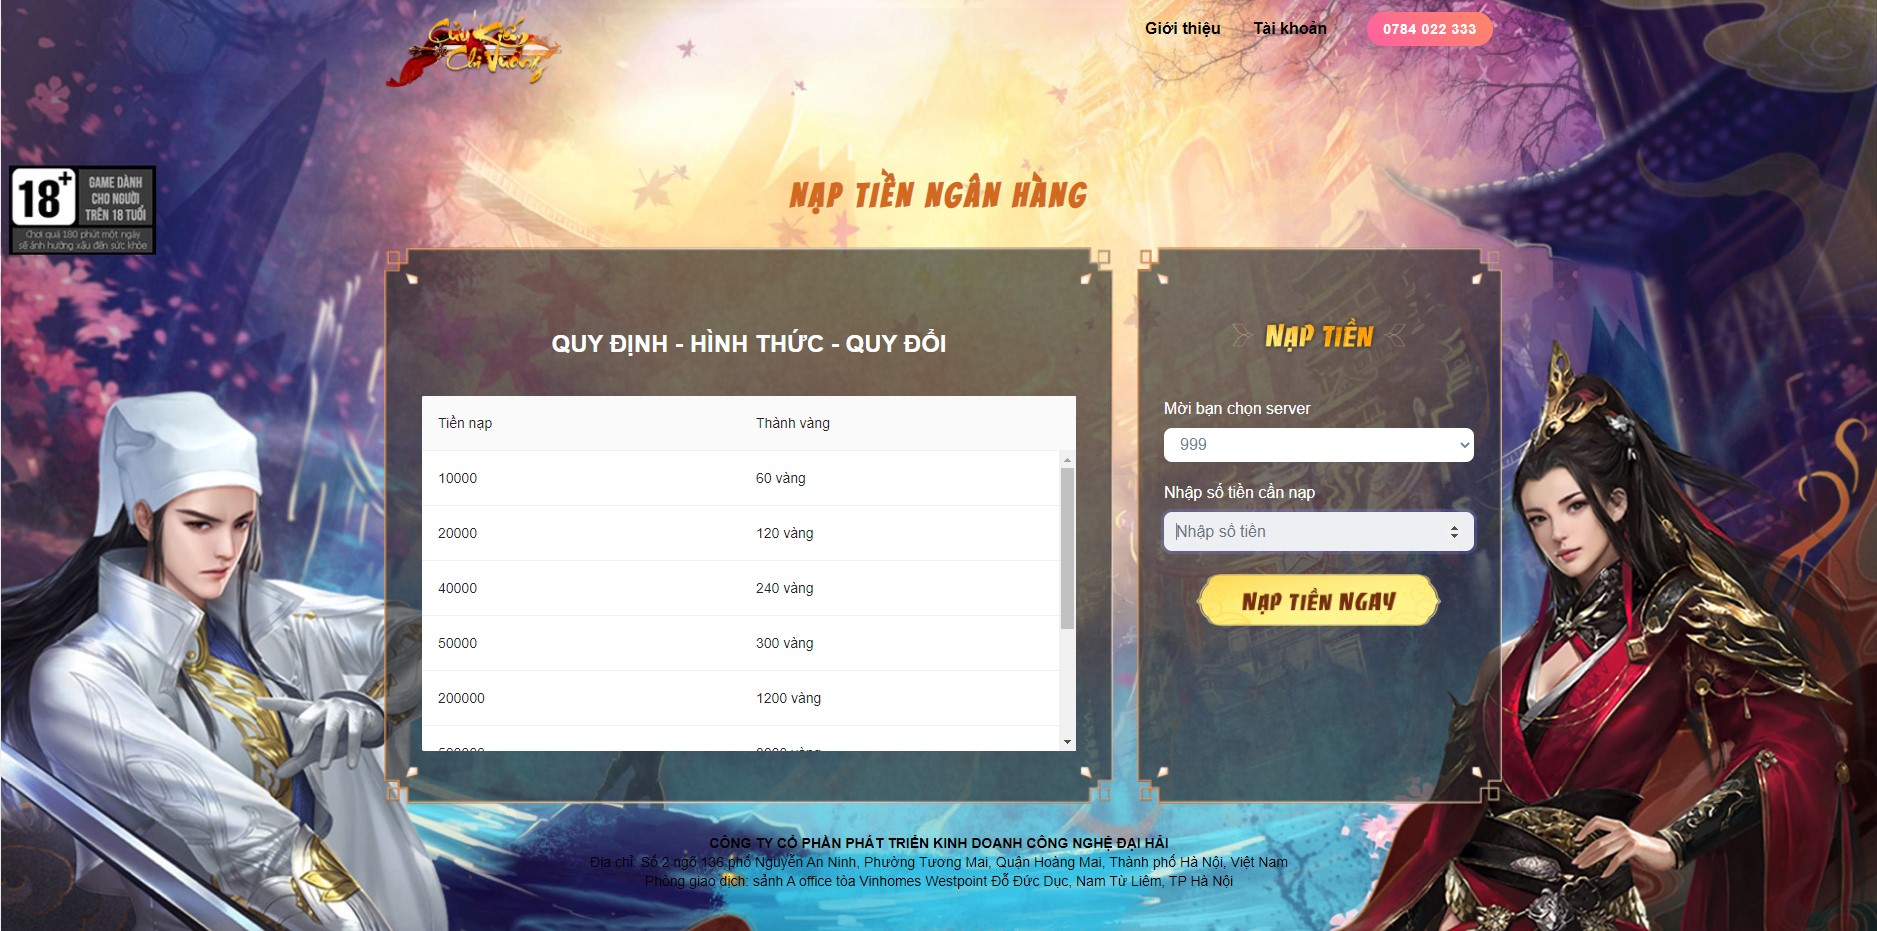 Cửu Kiếm
Chi Vương
Giới thiệu
Tài khoản
0784 022 333
18+
GAME DÀNH
CHO NGƯỜI
TRÊN 18 TUỔI
Chơi quá 180 phút một ngày
sẽ ảnh hưởng xấu đến sức khỏe
NẠP TIỀN NGÂN HÀNG
QUY ĐỊNH - HÌNH THỨC - QUY ĐỔI
Tiền nạp Thành vàng
10000 60 vàng
20000 120 vàng
40000 240 vàng
50000 300 vàng
200000 1200 vàng
500000 3000 vàng
NẠP TIỀN
Mời bạn chọn server
999
Nhập số tiền cần nạp
Nhập số tiền
NẠP TIỀN NGAY
CÔNG TY CỔ PHẦN PHÁT TRIỂN KINH DOANH CÔNG NGHỆ ĐẠI HẢI
Địa chỉ: Số 2 ngõ 136 phố Nguyễn An Ninh, Phường Tương Mai, Quận Hoàng Mai, Thành phố Hà Nội, Việt Nam
Phòng giao dịch: sảnh A office tòa Vinhomes Westpoint Đỗ Đức Dục, Nam Từ Liêm, TP Hà Nội